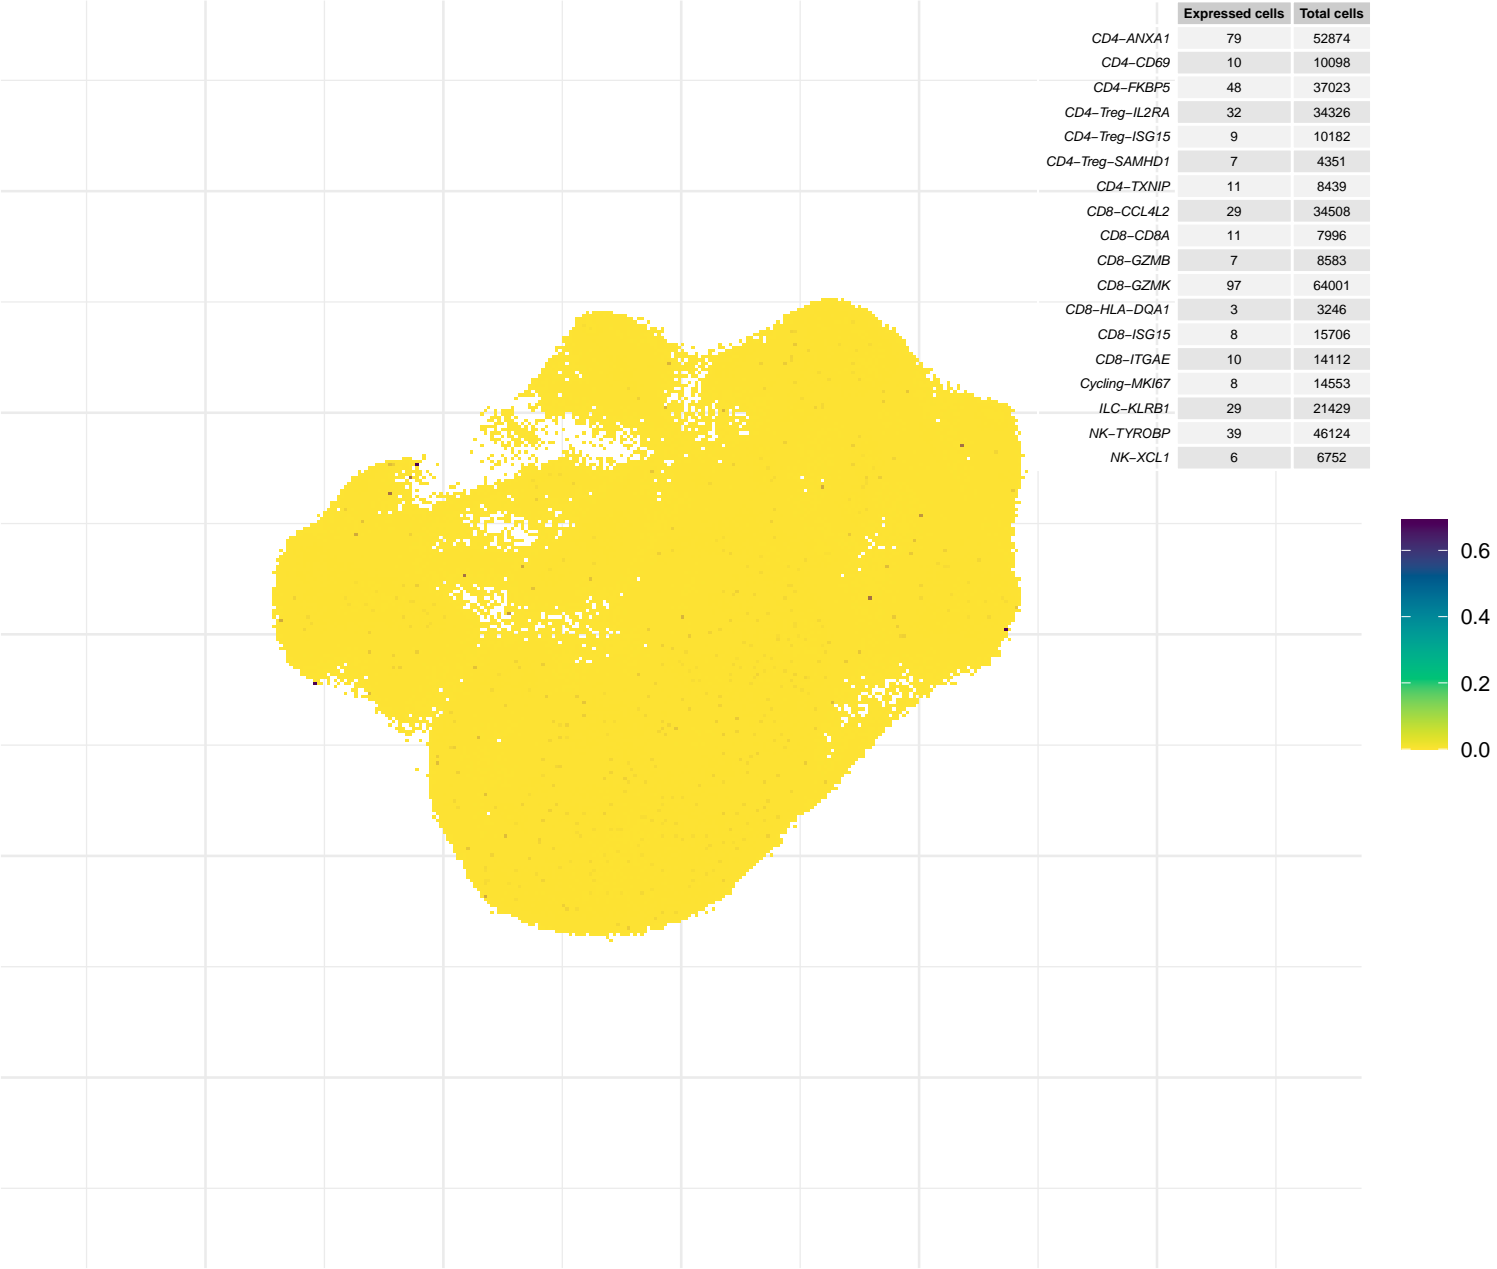 Expressed cells Total cells
CD4−ANXA1 79 52874
CD4−CD69 10 10098
CD4−FKBP5 48 37023
CD4−Treg−IL2RA 32 34326
CD4−Treg−ISG15 9 10182
CD4−Treg−SAMHD1 7 4351
CD4−TXNIP 11 8439
CD8−CCL4L2 29 34508
CD8−CD8A 11 7996
CD8−GZMB 7 8583
CD8−GZMK 97 64001
CD8−HLA−DQA1 3 3246
CD8−ISG15 8 15706
CD8−ITGAE 10 14112
Cycling−MKI67 8 14553
ILC−KLRB1 29 21429
NK−TYROBP 39 46124
NK−XCL1 6 6752
0.6
0.4
0.2
0.0